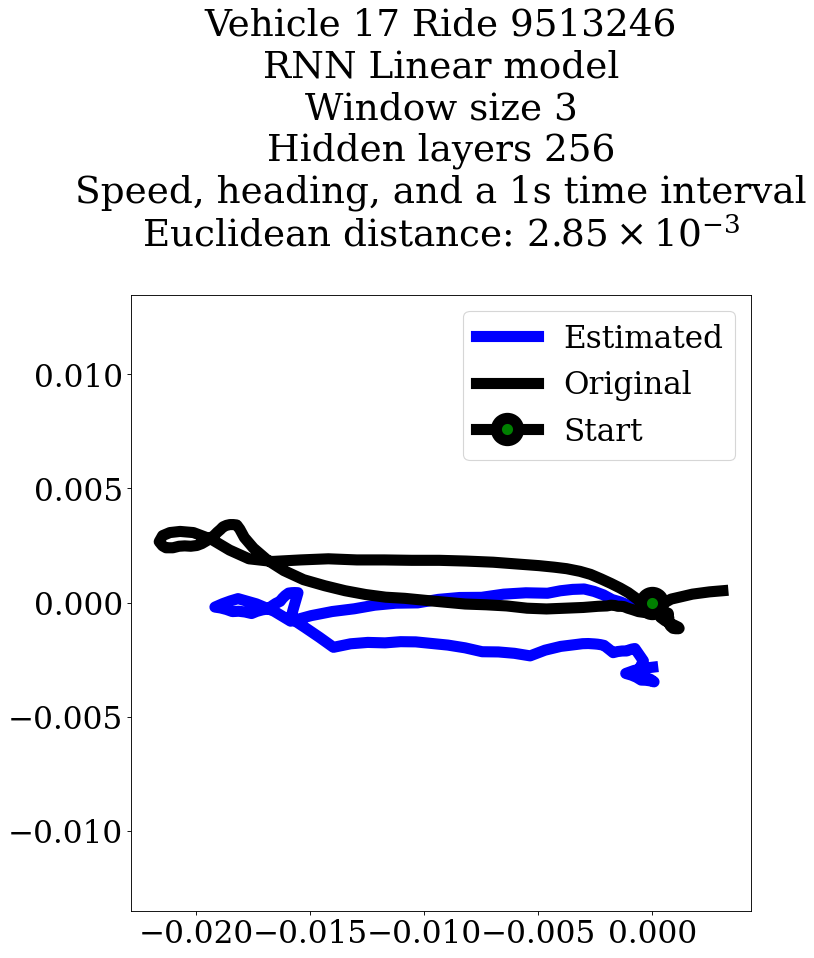 Vehicle 17 Ride 9513246
RNN Linear model
Window size 3
Hidden layers 256
Speed, heading, and a 1s time interval
Euclidean distance: 2.85 × 10⁻³
Estimated
Original
Start
0.010
0.005
0.000
−0.005
−0.010
−0.020 −0.015 −0.010 −0.005 0.000